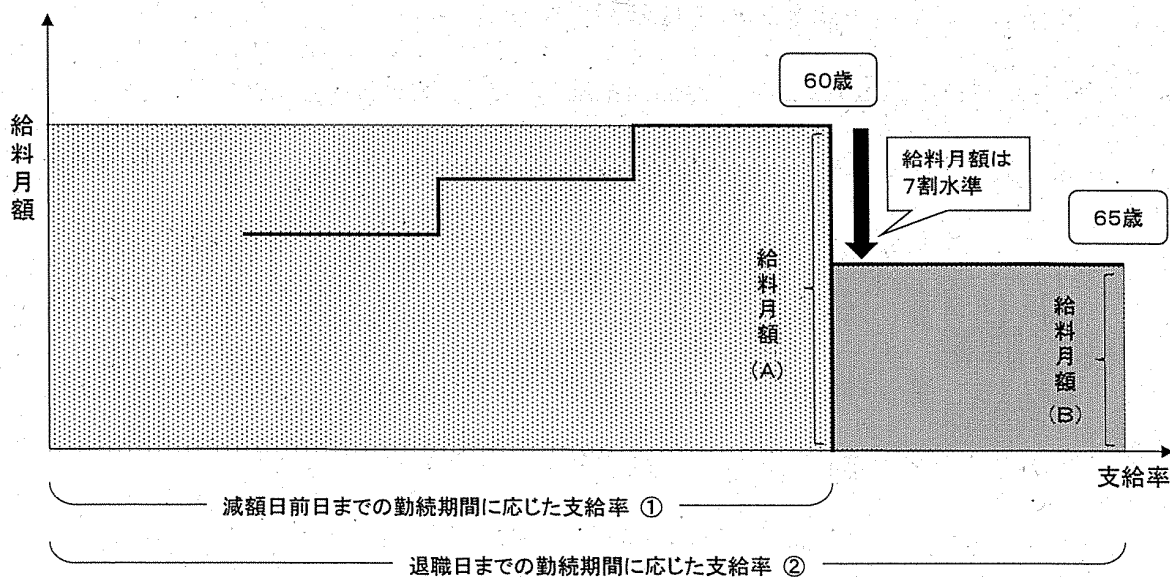 60歳
給料月額
給料月額は
7割水準
65歳
給料月額
(A)
給料月額
(B)
支給率
減額日前日までの勤続期間に応じた支給率 ①
退職日までの勤続期間に応じた支給率 ②